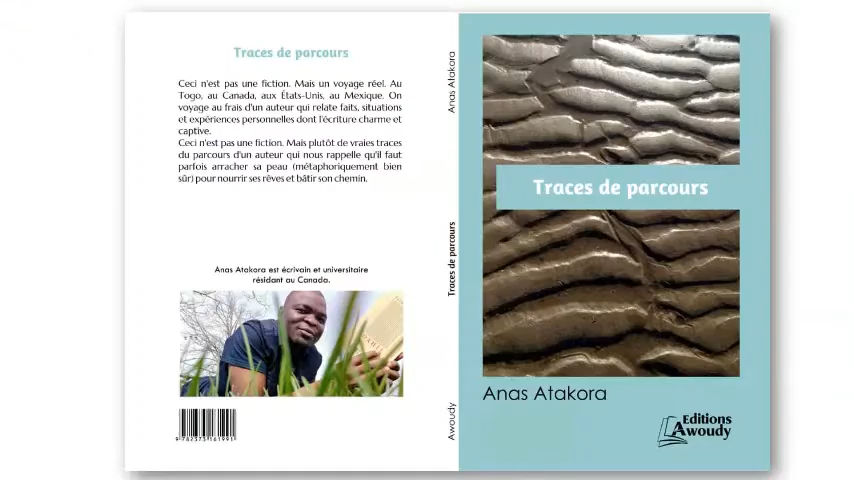 Traces de parcours
Ceci n'est pas une fiction. Mais un voyage réel. Au
Togo, au Canada, aux États-Unis, au Mexique. On
voyage au frais d'un auteur qui relate faits, situations
et expériences personnelles dont l'écriture charme et
captive.
Ceci n'est pas une fiction. Mais plutôt de vraies traces
du parcours d'un auteur qui nous rappelle qu'il faut
parfois arracher sa peau (métaphoriquement bien
sûr) pour nourrir ses rêves et bâtir son chemin.
Anas Atakora est écrivain et universitaire
résidant au Canada.
9 782373 161991
Anas Atakora
Traces de parcours
Awoudy
Traces de parcours
Anas Atakora
Editions
Awoudy